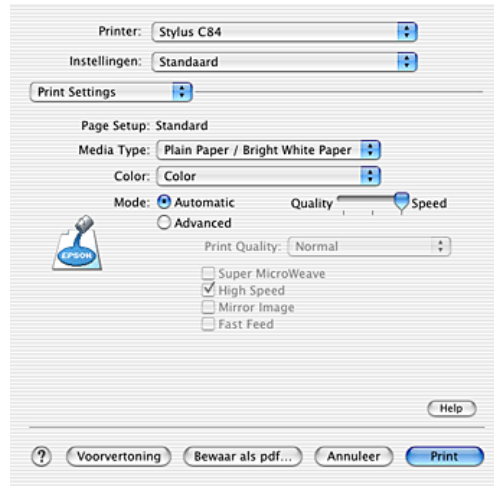 Printer: Stylus C84
Instellingen: Standaard
Print Settings
Page Setup: Standard
Media Type: Plain Paper / Bright White Paper
Color: Color
Mode: Automatic Quality Speed
Advanced
EPSON
Print Quality: Normal
Super MicroWeave
High Speed
Mirror Image
Fast Feed
Help
? Voorvertoning Bewaar als pdf... Annuleer Print